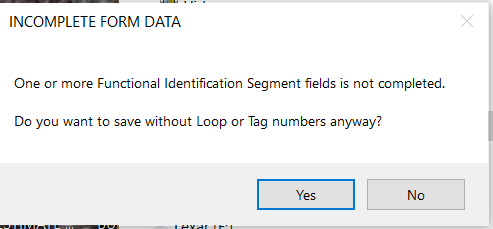 INCOMPLETE FORM DATA
One or more Functional Identification Segment fields is not completed.
Do you want to save without Loop or Tag numbers anyway?
Yes
No